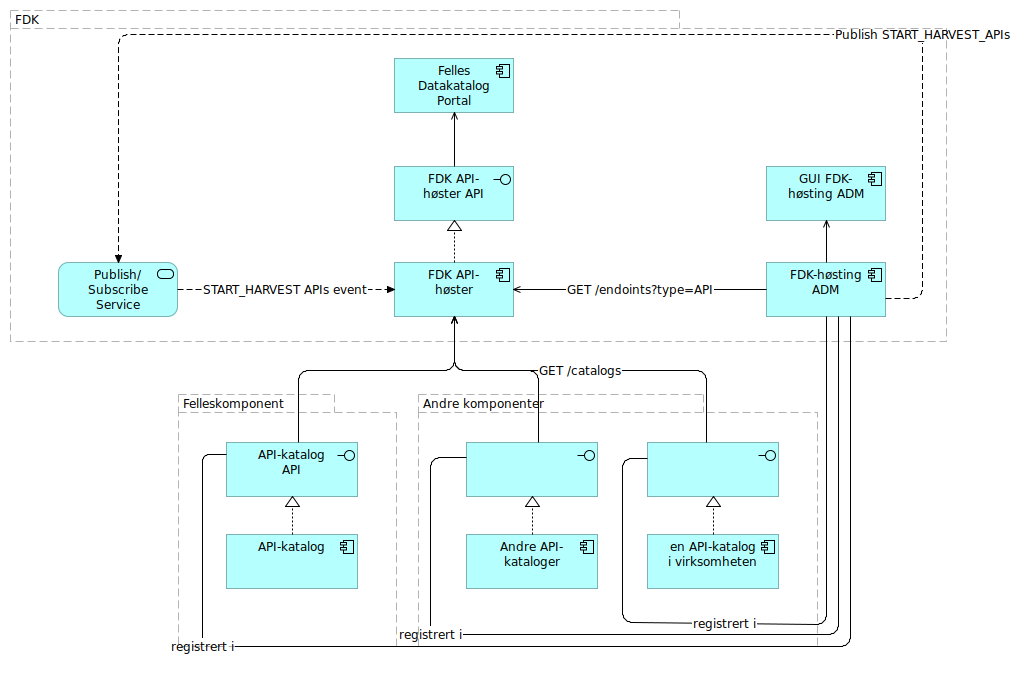 FDK
Publish START_HARVEST_APIs
Felles
Datakatalog
Portal
FDK API-
høster API
GUI FDK-
høsting ADM
Publish/
Subscribe
Service
START_HARVEST APIs event
FDK API-
høster
GET /endoints?type=API
FDK-høsting
ADM
GET /catalogs
Felleskomponent
Andre komponenter
API-katalog
API
API-katalog
Andre API-
kataloger
en API-katalog
i virksomheten
registrert i
registrert i
registrert i